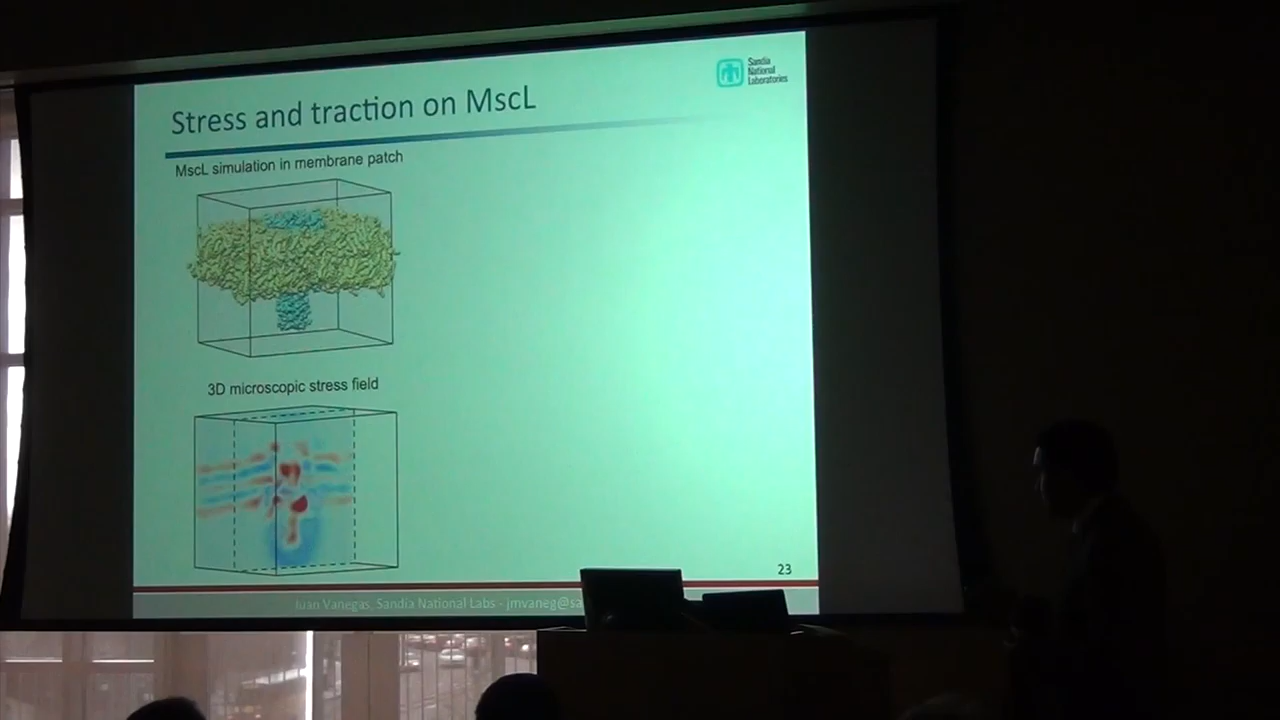 Sandia
National
Laboratories
Stress and traction on MscL
MscL simulation in membrane patch
3D microscopic stress field
23
Juan Vanegas, Sandia National Labs - jmvaneg@sa